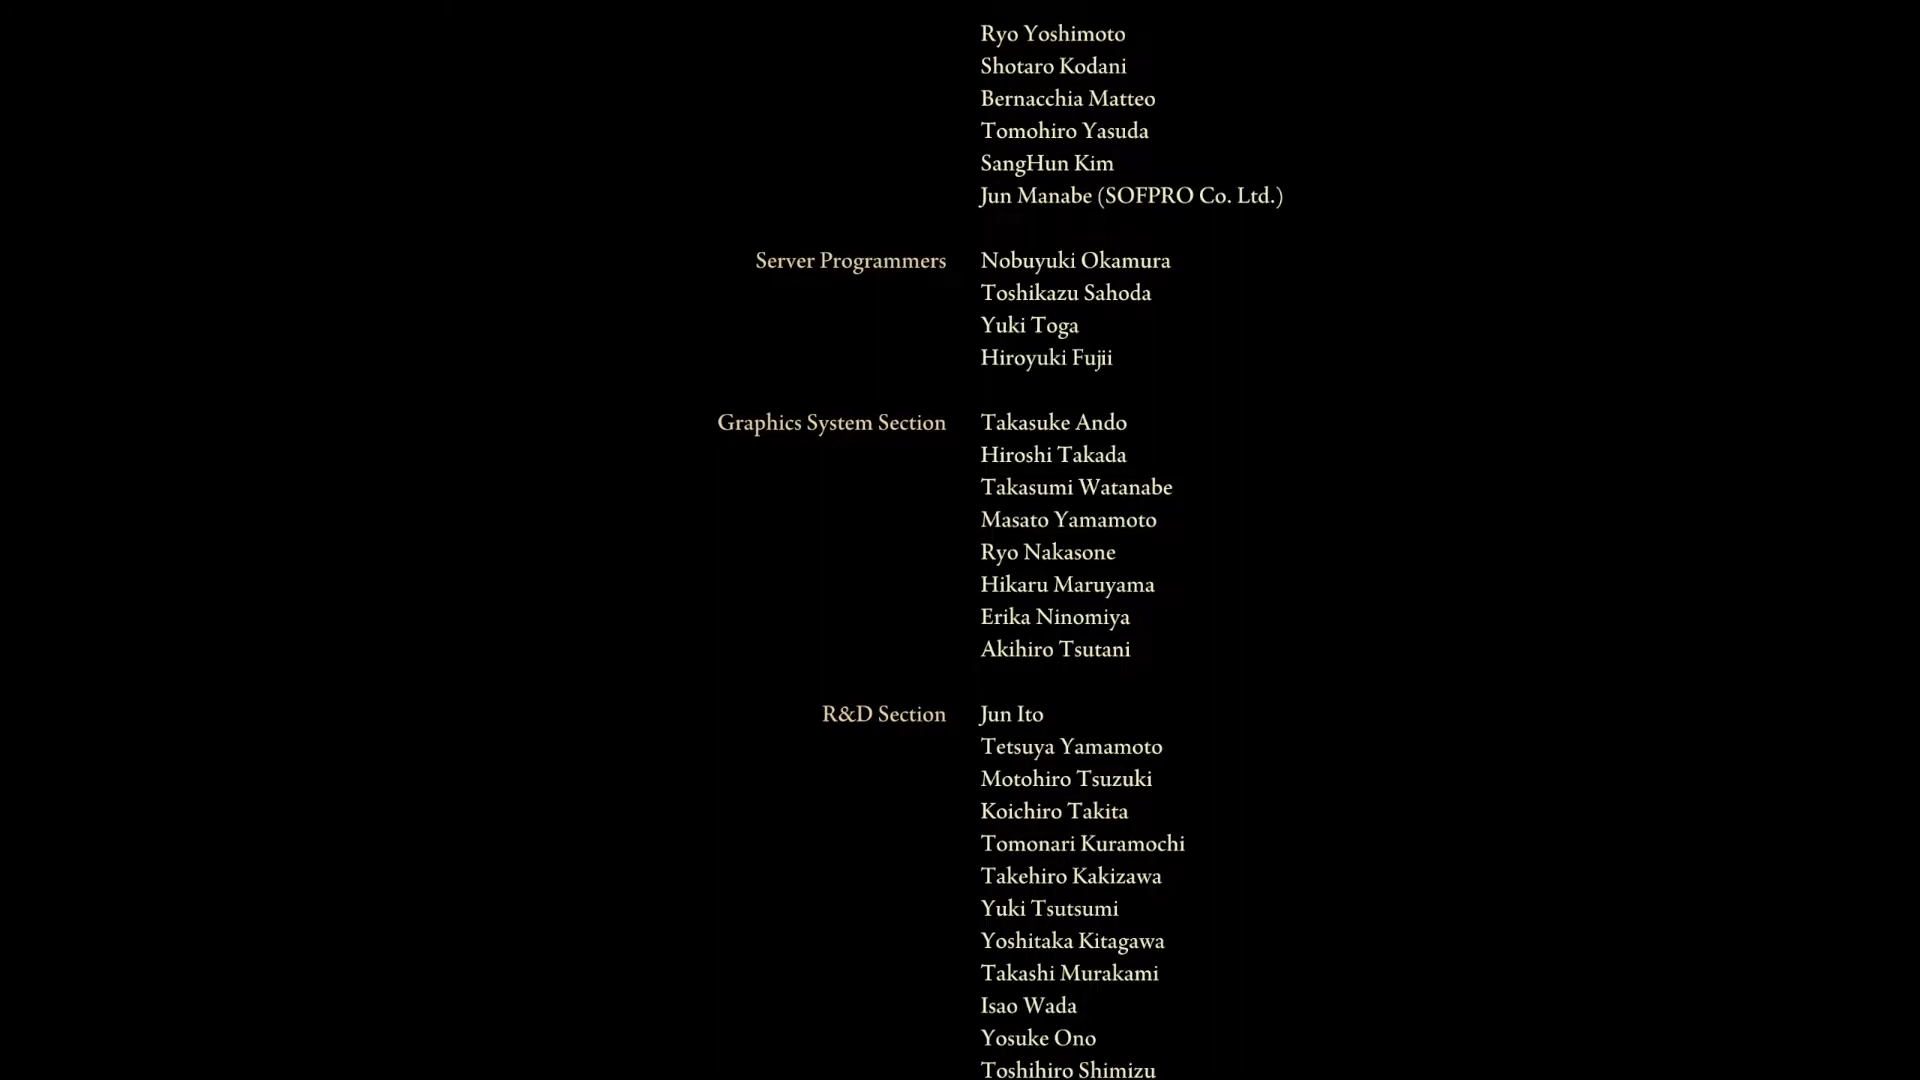 Ryo Yoshimoto
Shotaro Kodani
Bernacchia Matteo
Tomohiro Yasuda
SangHun Kim
Jun Manabe (SOFPRO Co. Ltd.)
Server Programmers Nobuyuki Okamura
Toshikazu Sahoda
Yuki Toga
Hiroyuki Fujii
Graphics System Section Takasuke Ando
Hiroshi Takada
Takasumi Watanabe
Masato Yamamoto
Ryo Nakasone
Hikaru Maruyama
Erika Ninomiya
Akihiro Tsutani
R&D Section Jun Ito
Tetsuya Yamamoto
Motohiro Tsuzuki
Koichiro Takita
Tomonari Kuramochi
Takehiro Kakizawa
Yuki Tsutsumi
Yoshitaka Kitagawa
Takashi Murakami
Isao Wada
Yosuke Ono
Toshihiro Shimizu